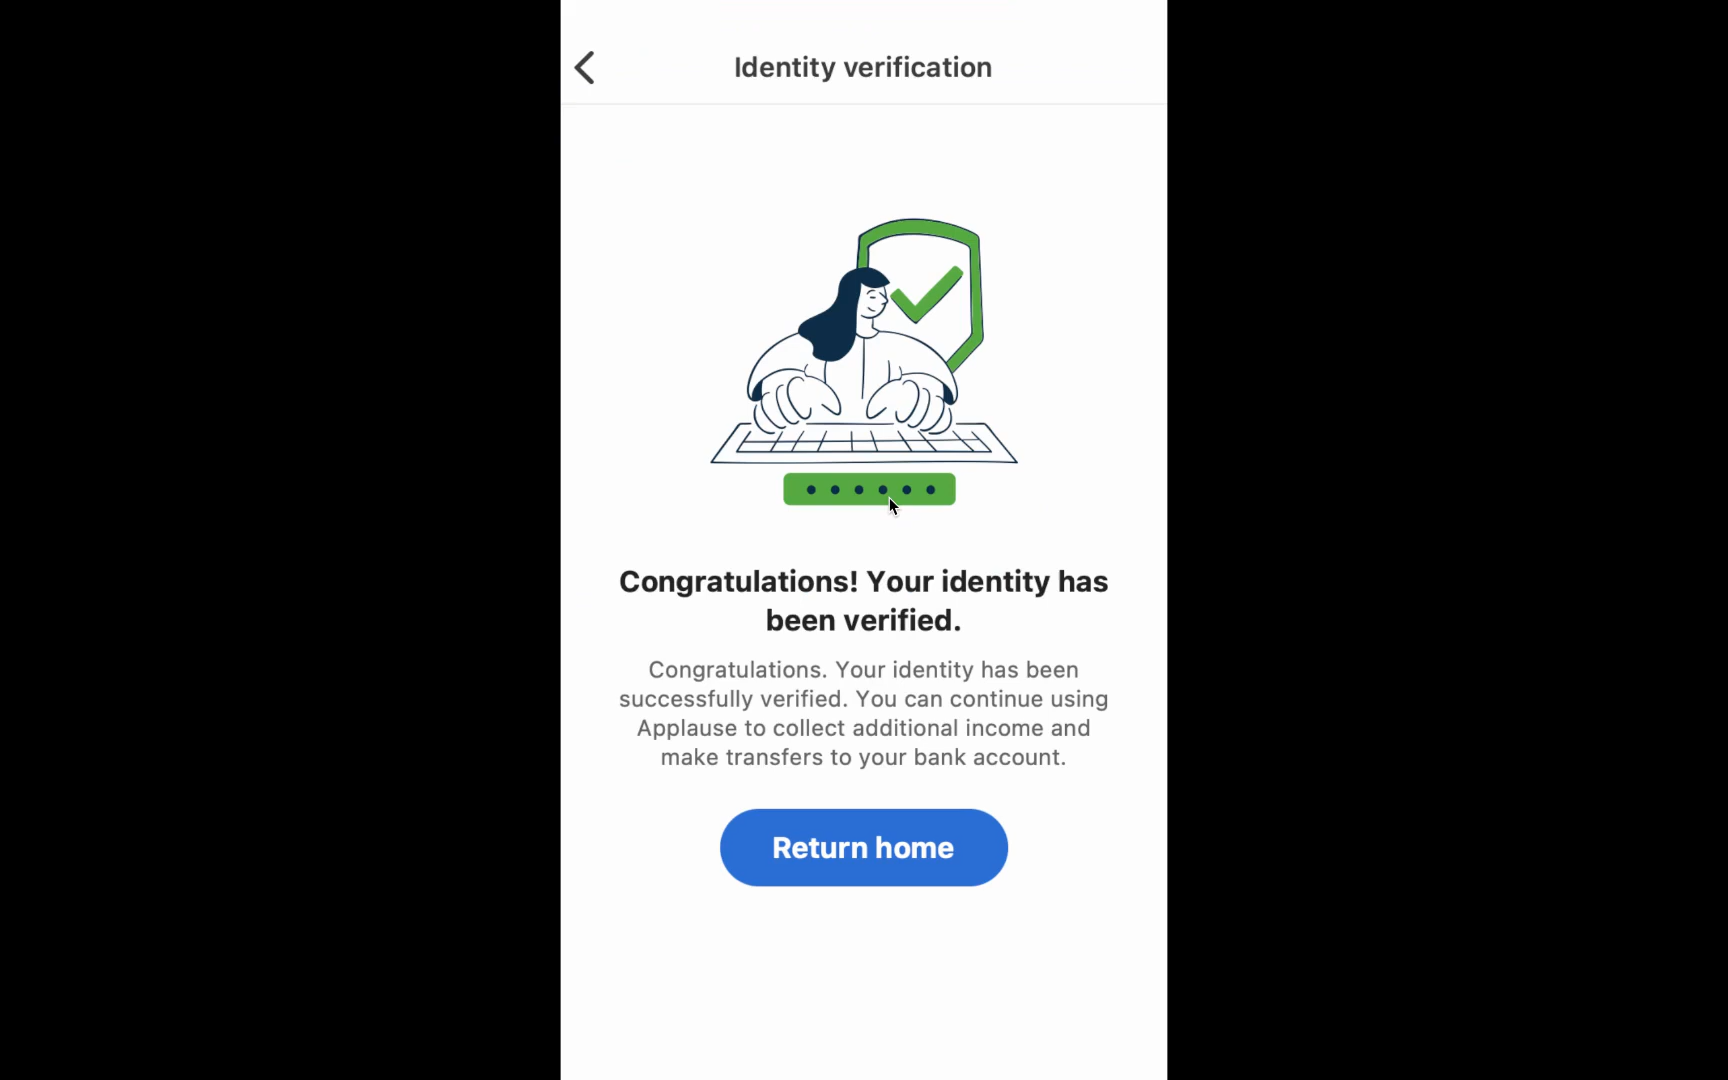 Identity verification
Congratulations! Your identity has
been verified.
Congratulations. Your identity has been
successfully verified. You can continue using
Applause to collect additional income and
make transfers to your bank account.
Return home